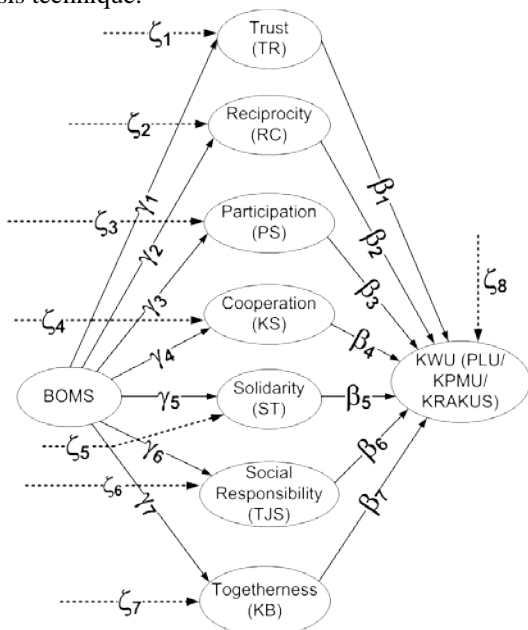 sis technique.
ζ1
Trust
(TR)
ζ2
Reciprocity
(RC)
γ1
β1
γ2
β2
ζ3
Participation
(PS)
γ3
β3
ζ8
ζ4
Cooperation
(KS)
γ4
β4
KWU (PLU/
KPMU/
KRAKUS)
BOMS
γ5
Solidarity
(ST)
β5
ζ5
γ6
β6
ζ6
Social
Responsibility
(TJS)
γ7
β7
ζ7
Togetherness
(KB)